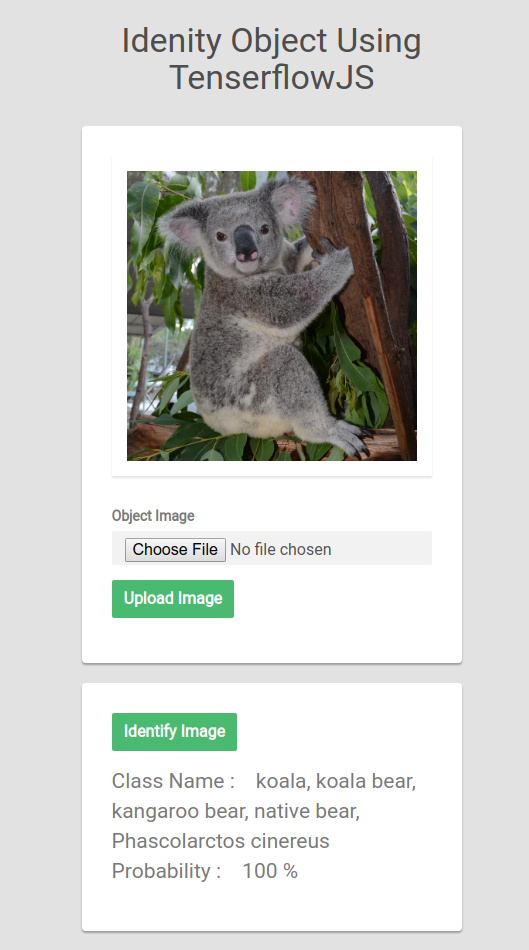 Idenity Object Using
TenserflowJS
Object Image
Choose File No file chosen
Upload Image
Identify Image
Class Name : koala, koala bear,
kangaroo bear, native bear,
Phascolarctos cinereus
Probability : 100 %